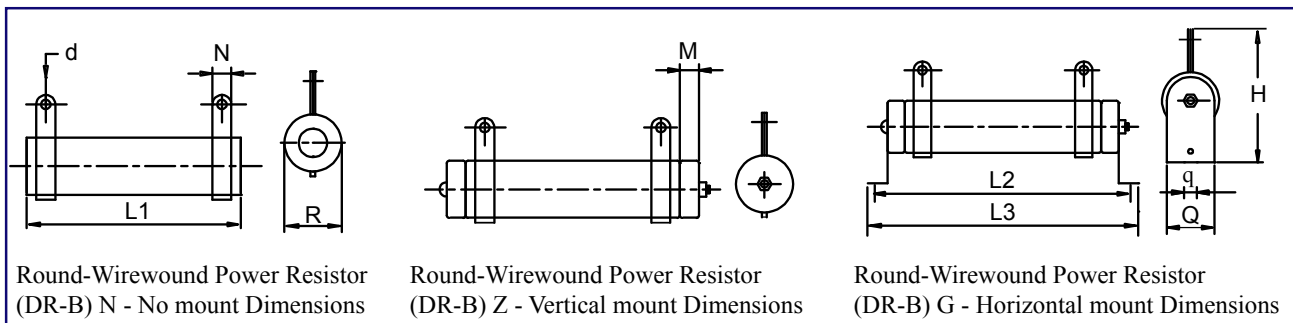 d
N
L1
R
Round-Wirewound Power Resistor
(DR-B) N - No mount Dimensions
M
Round-Wirewound Power Resistor
(DR-B) Z - Vertical mount Dimensions
H
L2
L3
q
Q
Round-Wirewound Power Resistor
(DR-B) G - Horizontal mount Dimensions